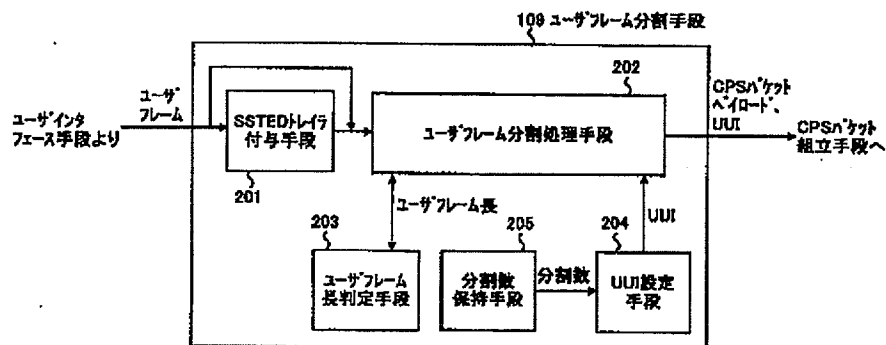 109 ユーザフレーム分割手段
202
ユーザ
フレーム
CPSパケット
ペイロード、
UUI
SSTEDトレイラ
付与手段
ユーザフレーム分割処理手段
ユーザインタ
フェース手段より
CPSパケット
組立手段へ
201
ユーザフレーム長
UUI
203
205
204
ユーザフレーム
長判定手段
分割数
保持手段
分割数
UUI設定
手段